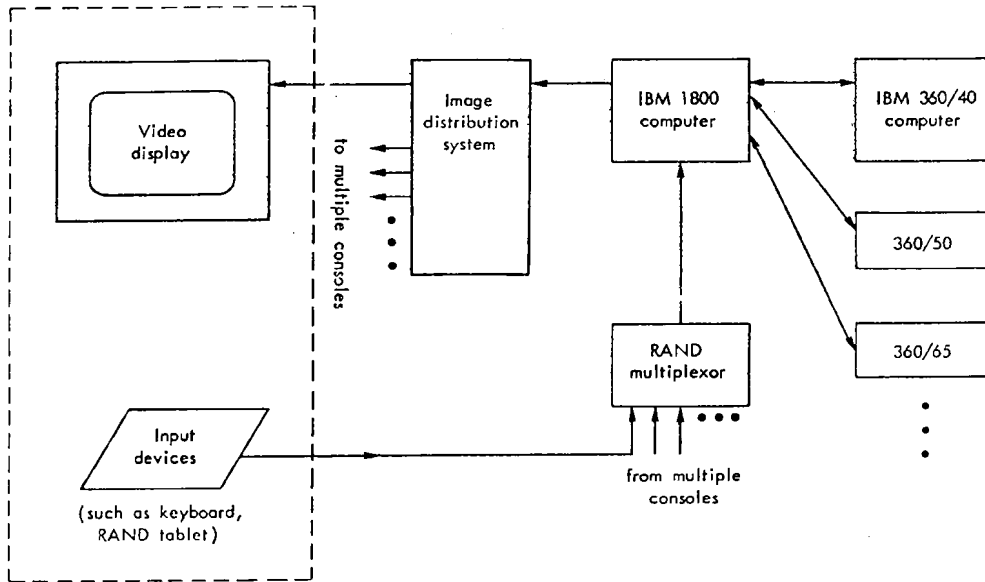 Video
display
to multiple consoles
Image
distribution
system
IBM 1800
computer
IBM 360/40
computer
360/50
360/65
RAND
multiplexor
from multiple
consoles
Input
devices
(such as keyboard,
RAND tablet)